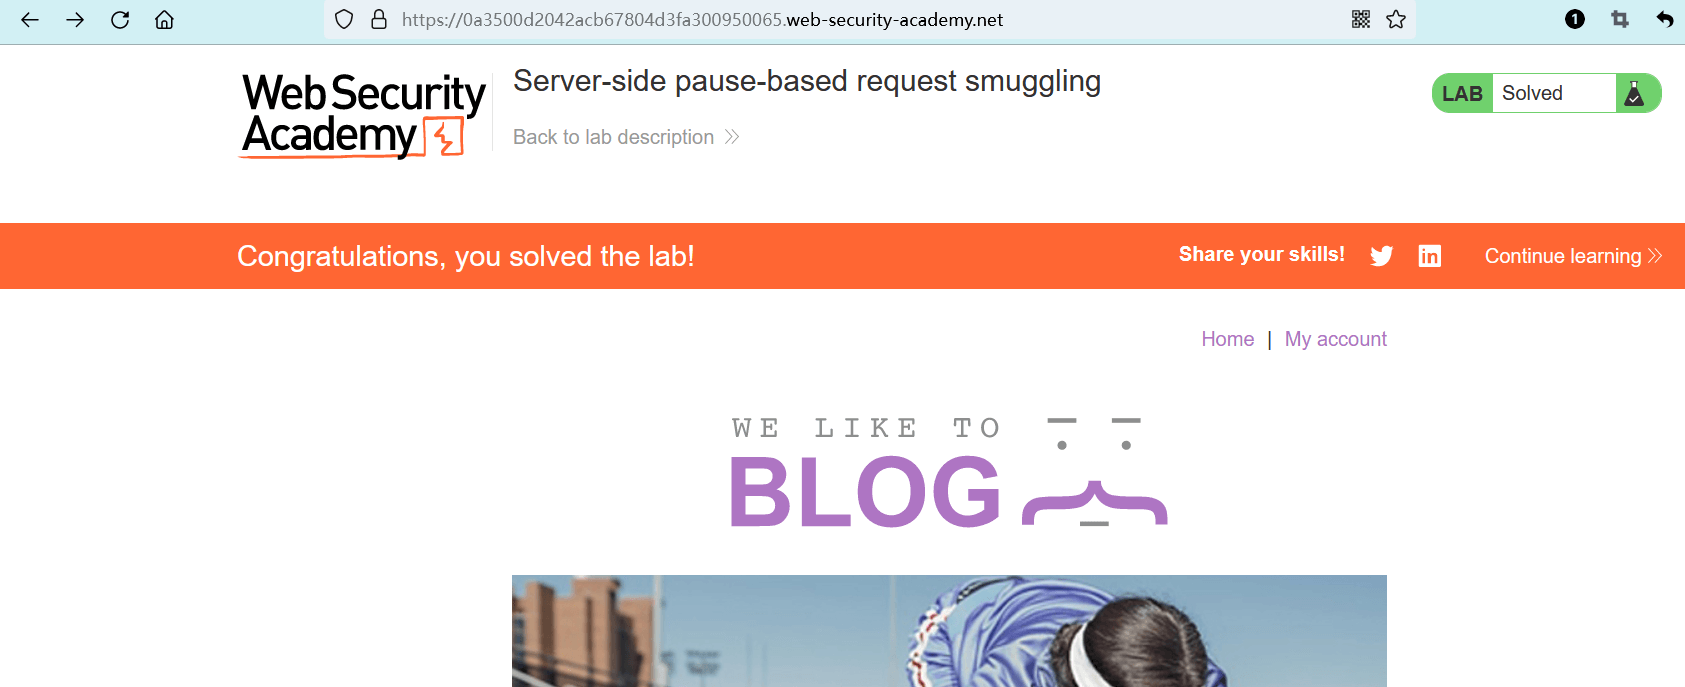 https://0a3500d2042acb67804d3fa300950065.web-security-academy.net
1
Web Security
Academy
Server-side pause-based request smuggling
Back to lab description
LAB Solved
Congratulations, you solved the lab!
Share your skills!
in
Continue learning
Home | My account
WE LIKE TO
BLOG